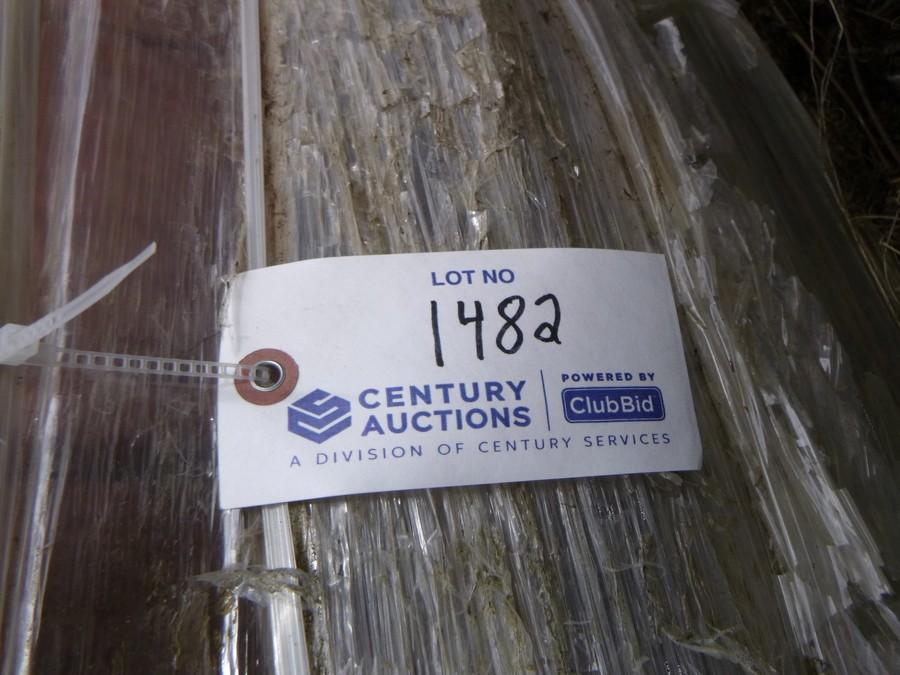 LOT NO
1482
CENTURY
AUCTIONS
POWERED BY
ClubBid
A DIVISION OF CENTURY SERVICES